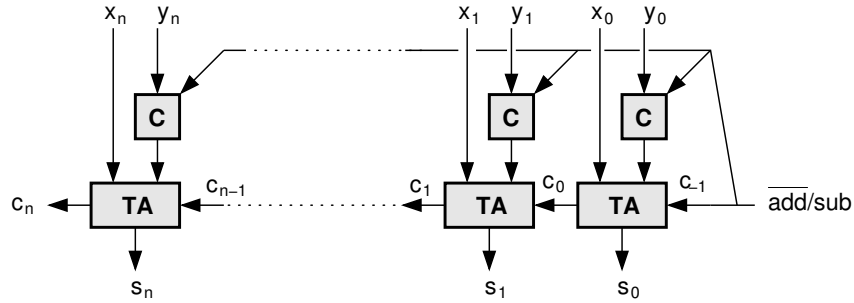 xn yn x1 y1 x0 y0
C C C
cn TA cn–1 c1 TA c0 TA c–1 add/sub
sn s1 s0